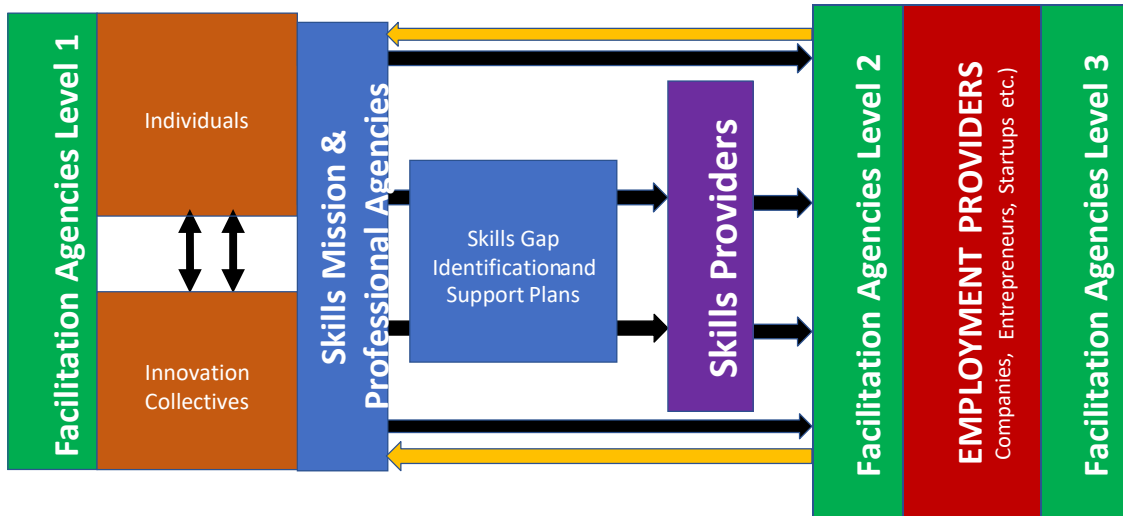 Facilitation Agencies Level 1
Individuals
Innovation
Collectives
Skills Mission &
Professional Agencies
Skills Gap
Identificationand
Support Plans
Skills Providers
Facilitation Agencies Level 2
EMPLOYMENT PROVIDERS
Companies, Entrepreneurs, Startups etc.)
Facilitation Agencies Level 3